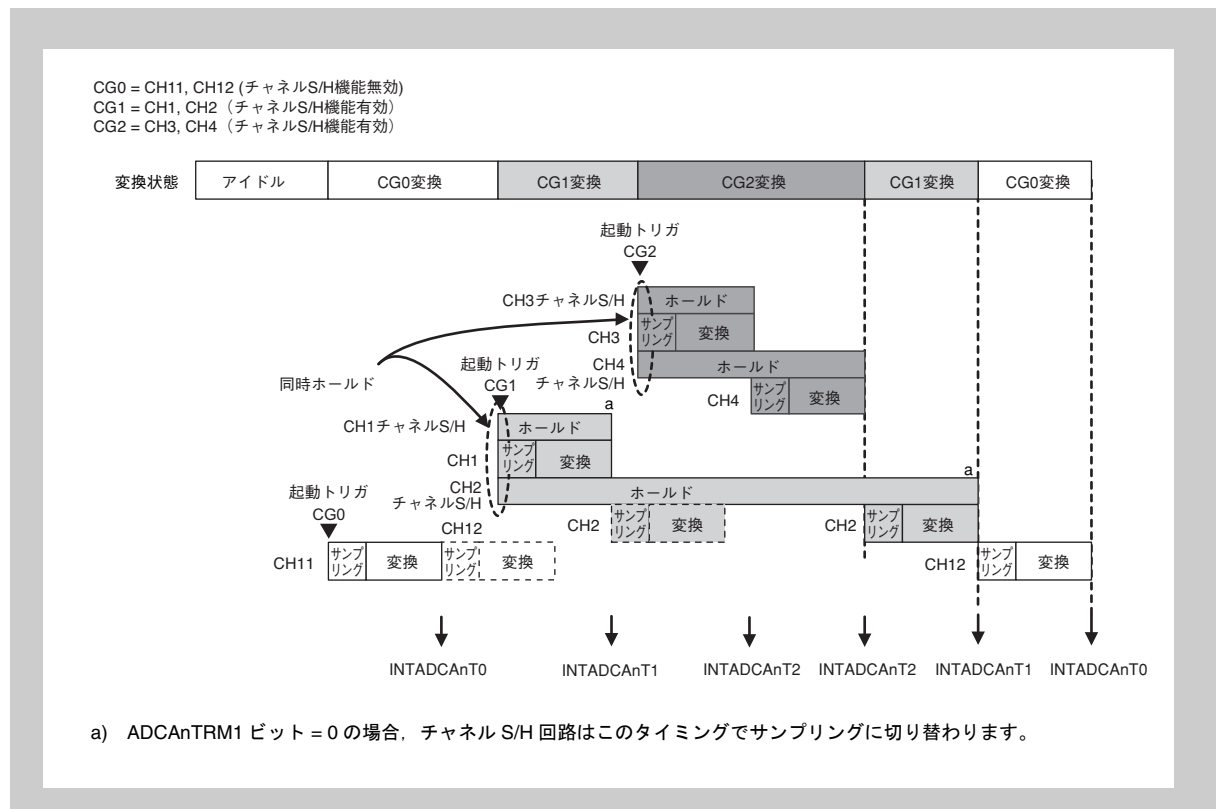 CG0 = CH11, CH12 (チャネルS/H機能無効)
CG1 = CH1, CH2（チャネルS/H機能有効）
CG2 = CH3, CH4（チャネルS/H機能有効）
変換状態 アイドル CG0変換 CG1変換 CG2変換 CG1変換 CG0変換
起動トリガ
CG2
CH3チャネルS/H ホールド
CH3 サンプ
リング 変換
CH4
チャネルS/H ホールド
CH4 サンプ
リング 変換
同時ホールド
起動トリガ
CG1
a
CH1チャネルS/H ホールド
CH1 サンプ
リング 変換
CH2
チャネルS/H ホールド a
CH2 サンプ
リング 変換
CH2 サンプ
リング 変換
起動トリガ
CG0
CH11 サンプ
リング 変換
CH12
サンプ
リング 変換
CH12 サンプ
リング 変換
INTADCAnT0 INTADCAnT1 INTADCAnT2 INTADCAnT2 INTADCAnT1 INTADCAnT0
a) ADCAnTRM1 ビット = 0 の場合，チャネル S/H 回路はこのタイミングでサンプリングに切り替わります。